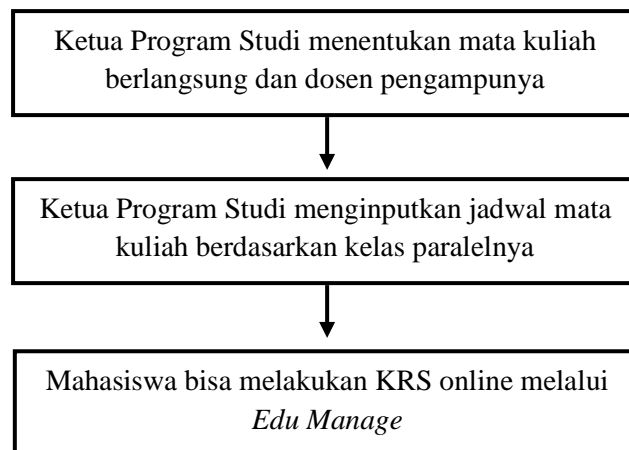 Ketua Program Studi menentukan mata kuliah
berlangsung dan dosen pengampunya
Ketua Program Studi menginputkan jadwal mata
kuliah berdasarkan kelas paralelnya
Mahasiswa bisa melakukan KRS online melalui
Edu Manage